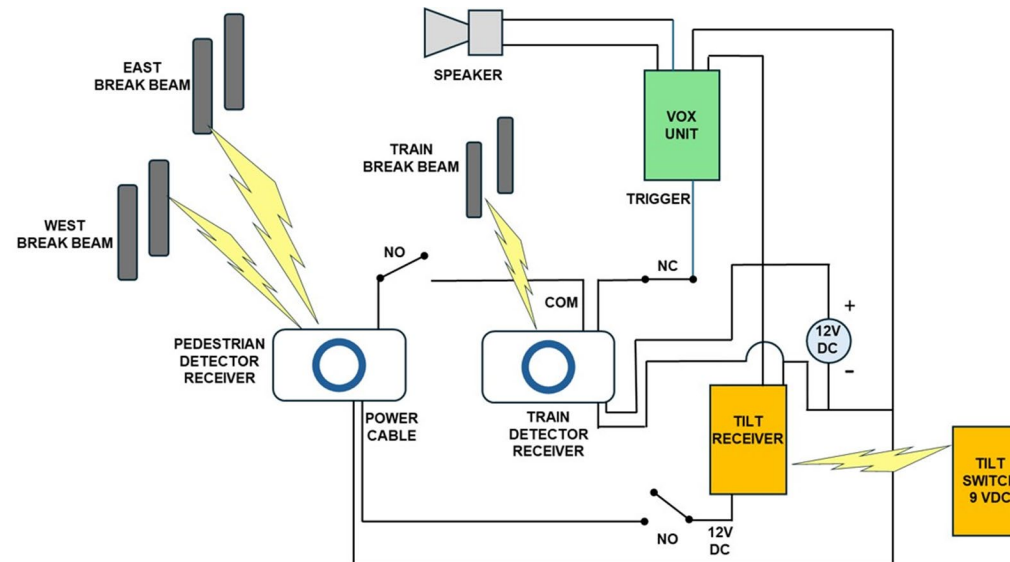 EAST
BREAK BEAM
SPEAKER
VOX
UNIT
TRAIN
BREAK BEAM
TRIGGER
WEST
BREAK BEAM
NO
NC
COM
+
12V
DC
–
PEDESTRIAN
DETECTOR
RECEIVER
POWER
CABLE
TRAIN
DETECTOR
RECEIVER
TILT
RECEIVER
TILT
SWITCH
9 VDC
NO
12V
DC